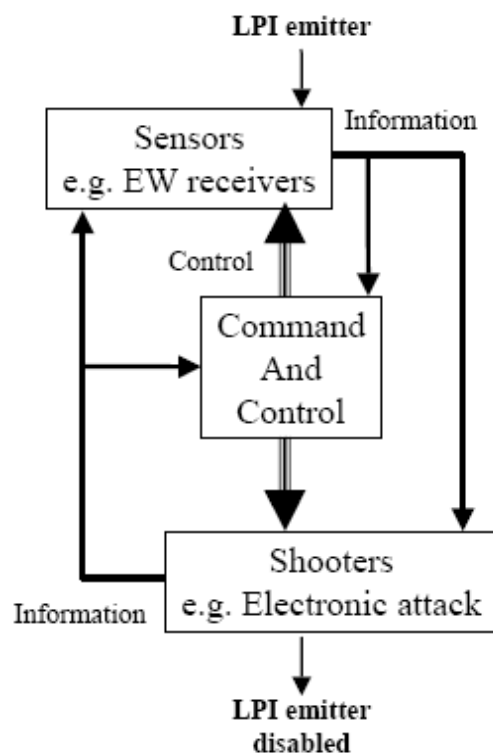 LPI emitter
Information
Sensors
e.g. EW receivers
Control
Command
And
Control
Shooters
e.g. Electronic attack
Information
LPI emitter
disabled